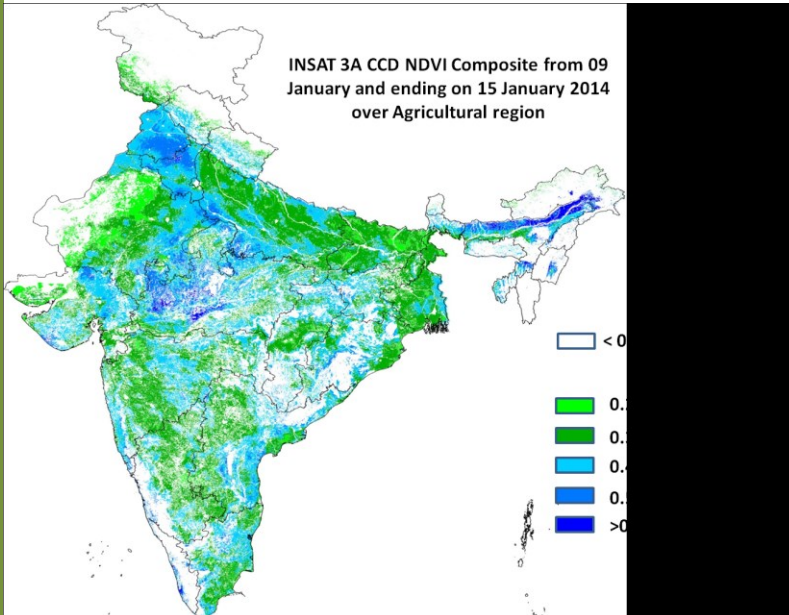 INSAT 3A CCD NDVI Composite from 09
January and ending on 15 January 2014
over Agricultural region
< 0
0.
0.
0.
0.
>0